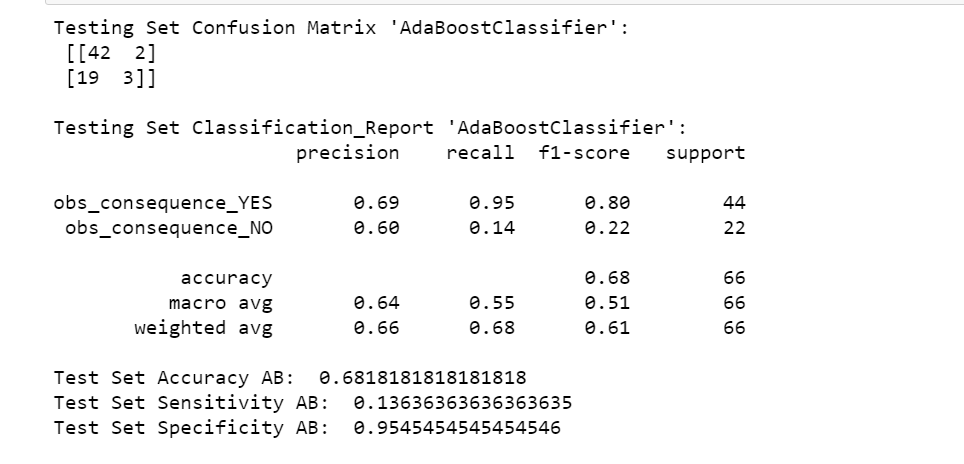 Testing Set Confusion Matrix 'AdaBoostClassifier':
[[42 2]
[19 3]]
Testing Set Classification_Report 'AdaBoostClassifier':
precision recall f1-score support
obs_consequence_YES 0.69 0.95 0.80 44
obs_consequence_NO 0.60 0.14 0.22 22
accuracy 0.68 66
macro avg 0.64 0.55 0.51 66
weighted avg 0.66 0.68 0.61 66
Test Set Accuracy AB: 0.6818181818181818
Test Set Sensitivity AB: 0.13636363636363635
Test Set Specificity AB: 0.9545454545454546